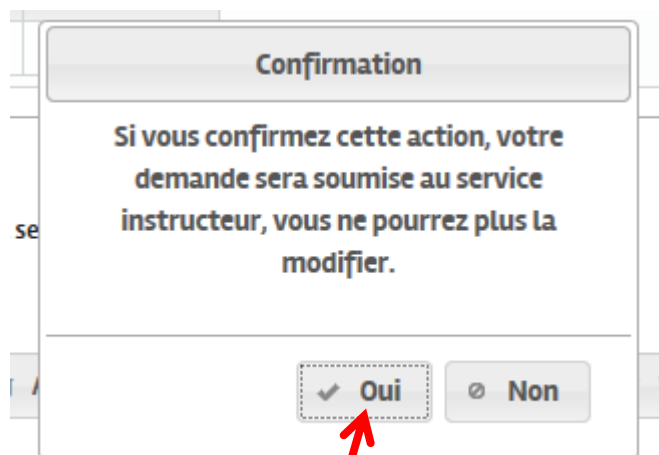 Confirmation
Si vous confirmez cette action, votre
demande sera soumise au service
instructeur, vous ne pourrez plus la
modifier.
se
Oui
Non